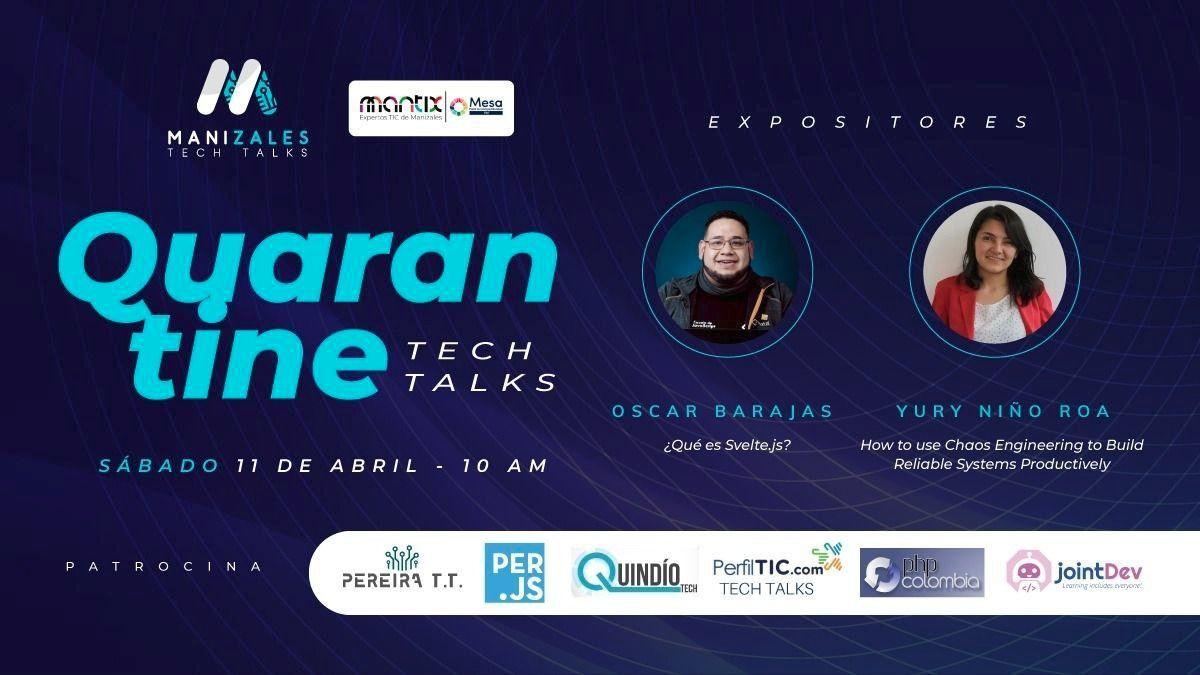 MANIZALES
TECH TALKS
mantix
Expertos TIC de Manizales
Mesa
EXPOSITORES
Quaran
tine
TECH
TALKS
SÁBADO 11 DE ABRIL - 10 AM
OSCAR BARAJAS
¿Qué es Svelte.js?
YURY NIÑO ROA
How to use Chaos Engineering to Build
Reliable Systems Productively
PATROCINA
PEREIRA T.T.
PER
.JS
QUINDÍO
TECH
PerfilTIC.com
TECH TALKS
php
colombia
jointDev
Learning includes everyone!